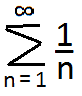 ∞
∑ 1/n
n = 1